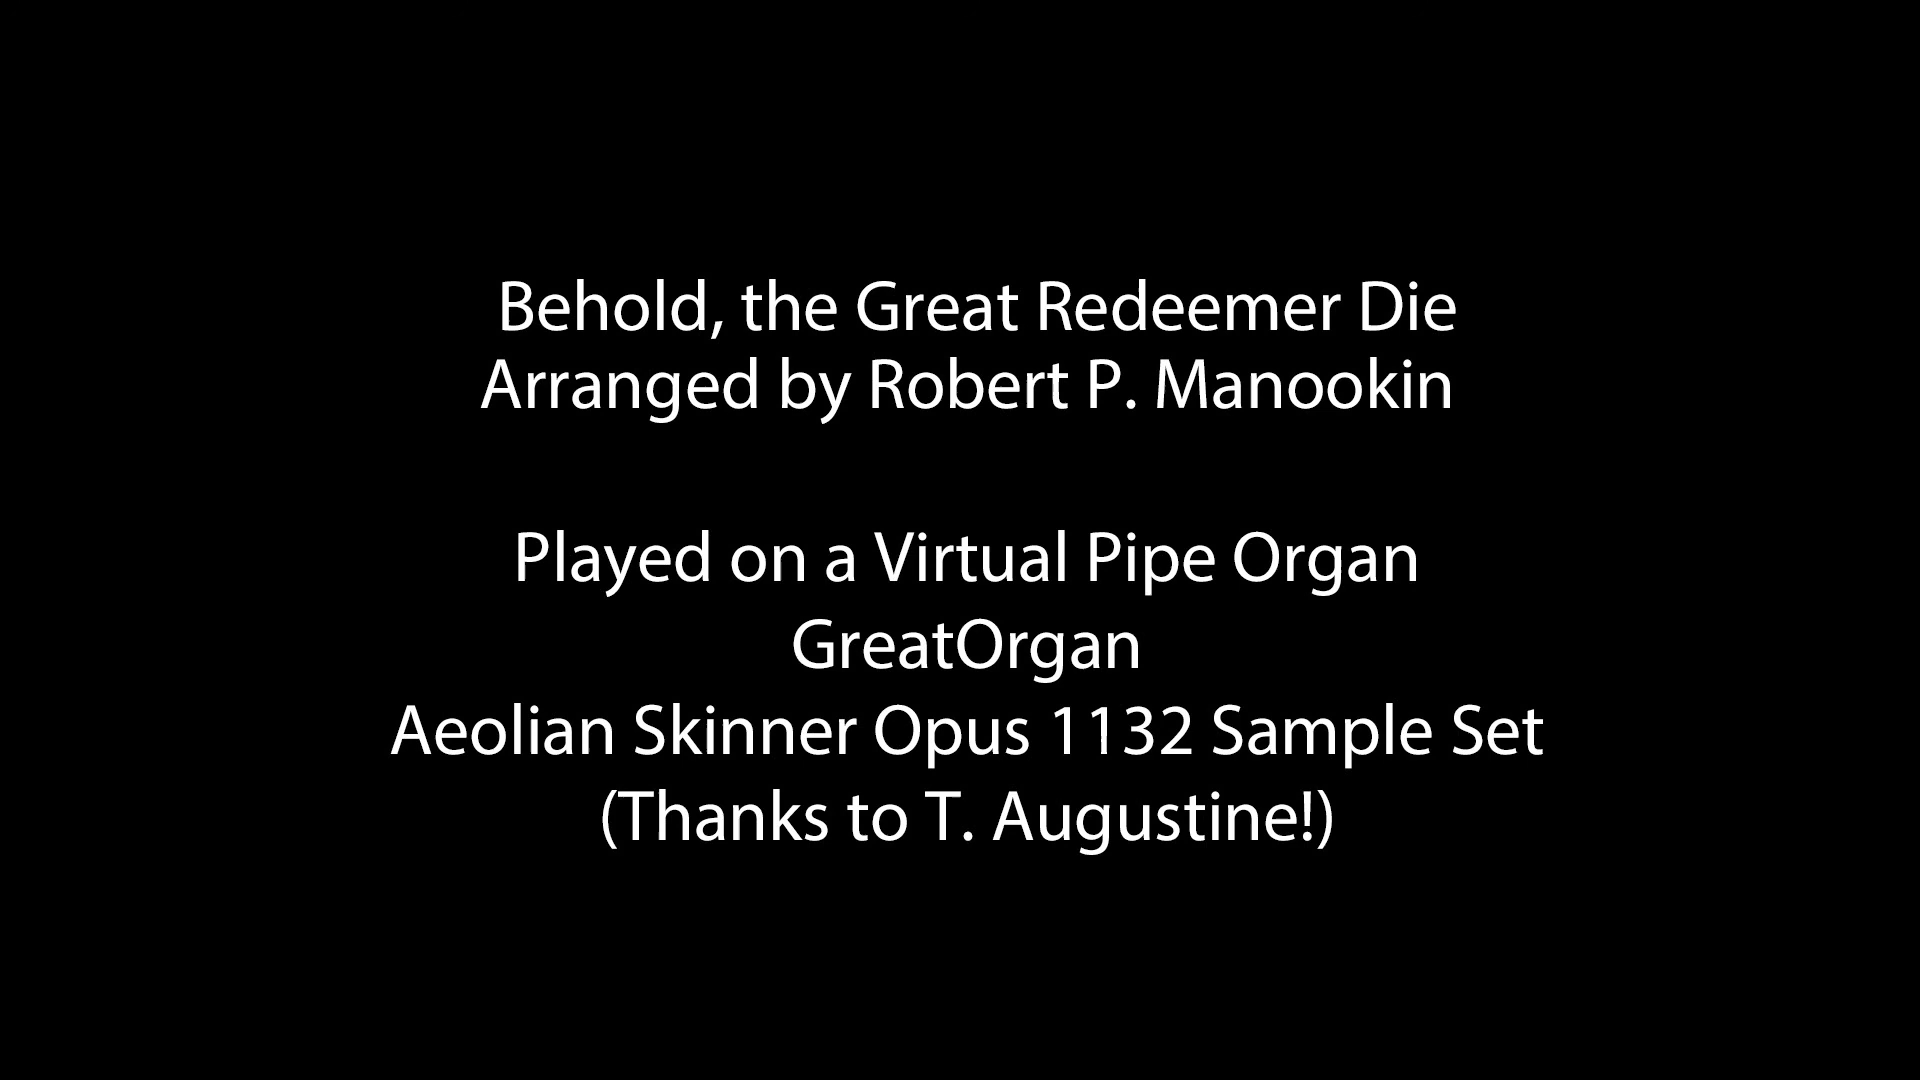 Behold, the Great Redeemer Die
Arranged by Robert P. Manookin
Played on a Virtual Pipe Organ
GreatOrgan
Aeolian Skinner Opus 1132 Sample Set
(Thanks to T. Augustine!)